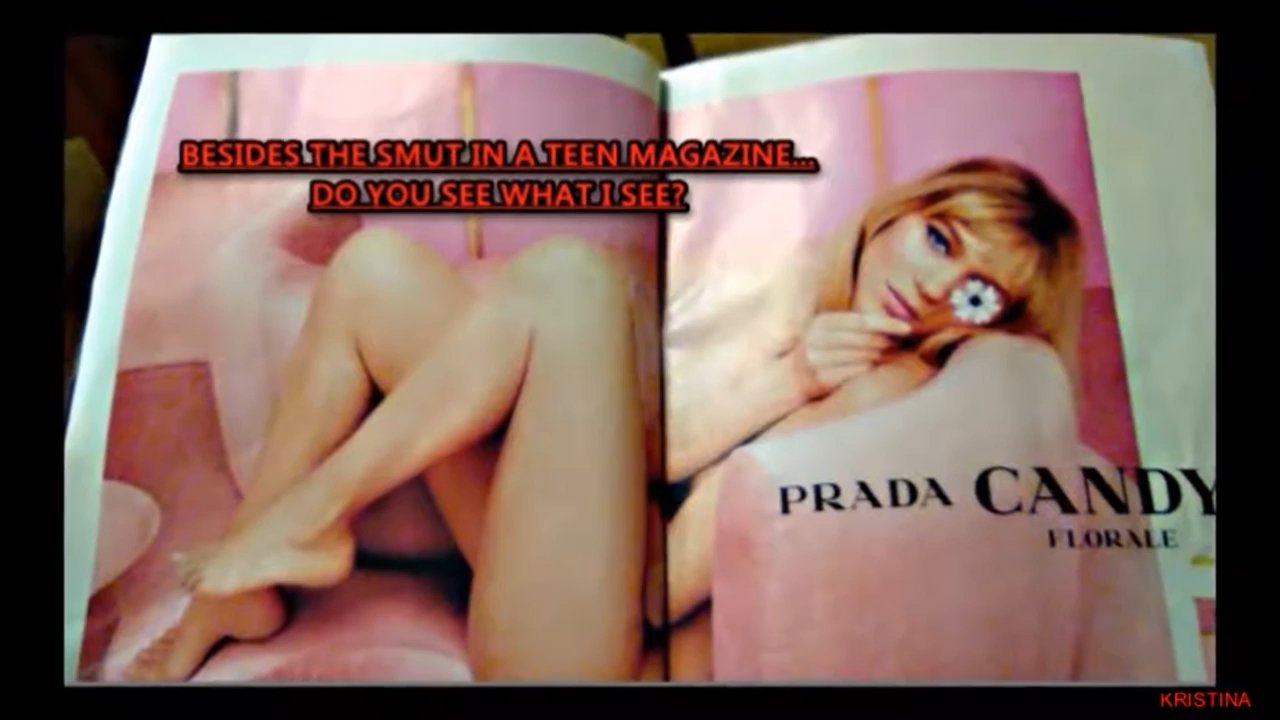 BESIDES THE SMUT IN A TEEN MAGAZINE...
DO YOU SEE WHAT I SEE?
PRADA CANDY
FLORALE
KRISTINA